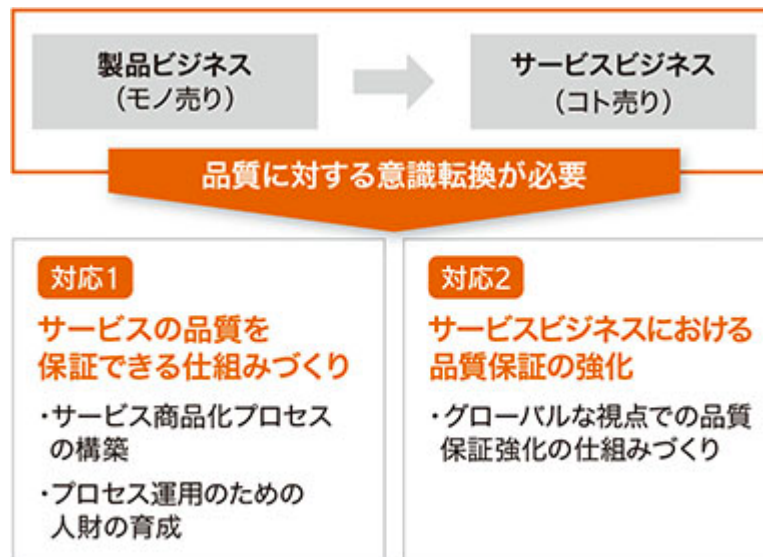 製品ビジネス
（モノ売り）
サービスビジネス
（コト売り）
品質に対する意識転換が必要
対応1
サービスの品質を
保証できる仕組みづくり
・サービス商品化プロセス
の構築
・プロセス運用のための
人財の育成
対応2
サービスビジネスにおける
品質保証の強化
・グローバルな視点での品質
保証強化の仕組みづくり